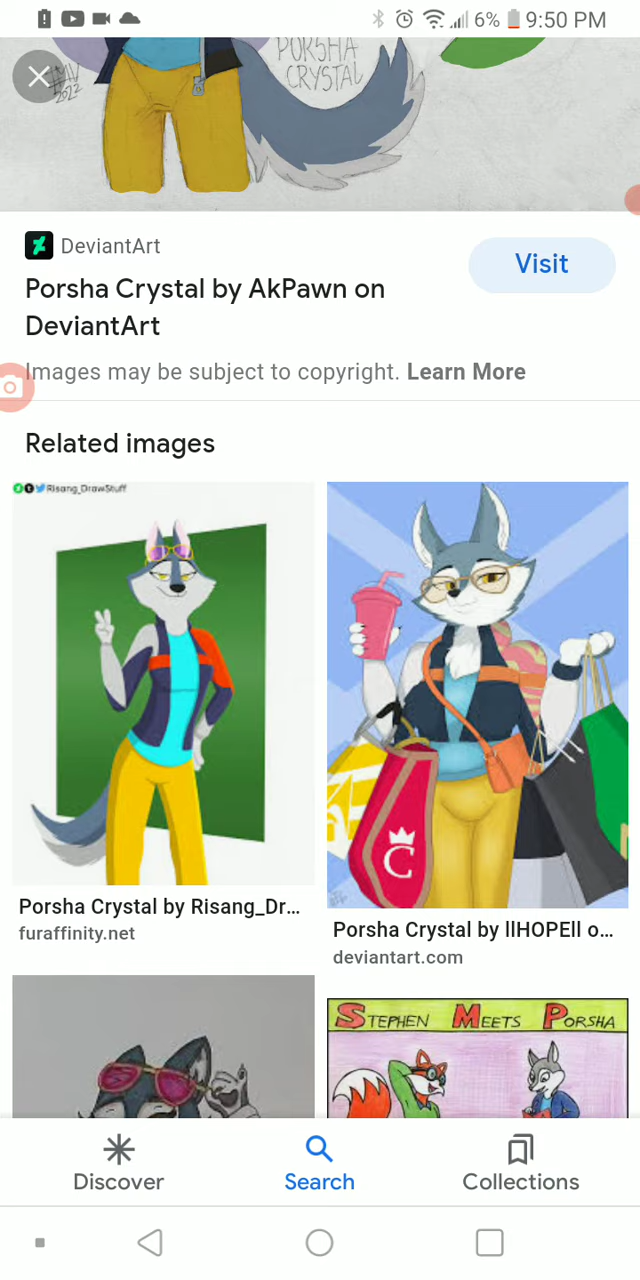 6% 9:50 PM
PORSHA
CRYSTAL
2022
DeviantArt
Visit
Porsha Crystal by AkPawn on
DeviantArt
Images may be subject to copyright. Learn More
Related images
Risang_DrawStuff
C
Porsha Crystal by Risang_Dr...
furaffinity.net
Porsha Crystal by llHOPEll o...
deviantart.com
STEPHEN MEETS PORSHA
Discover
Search
Collections